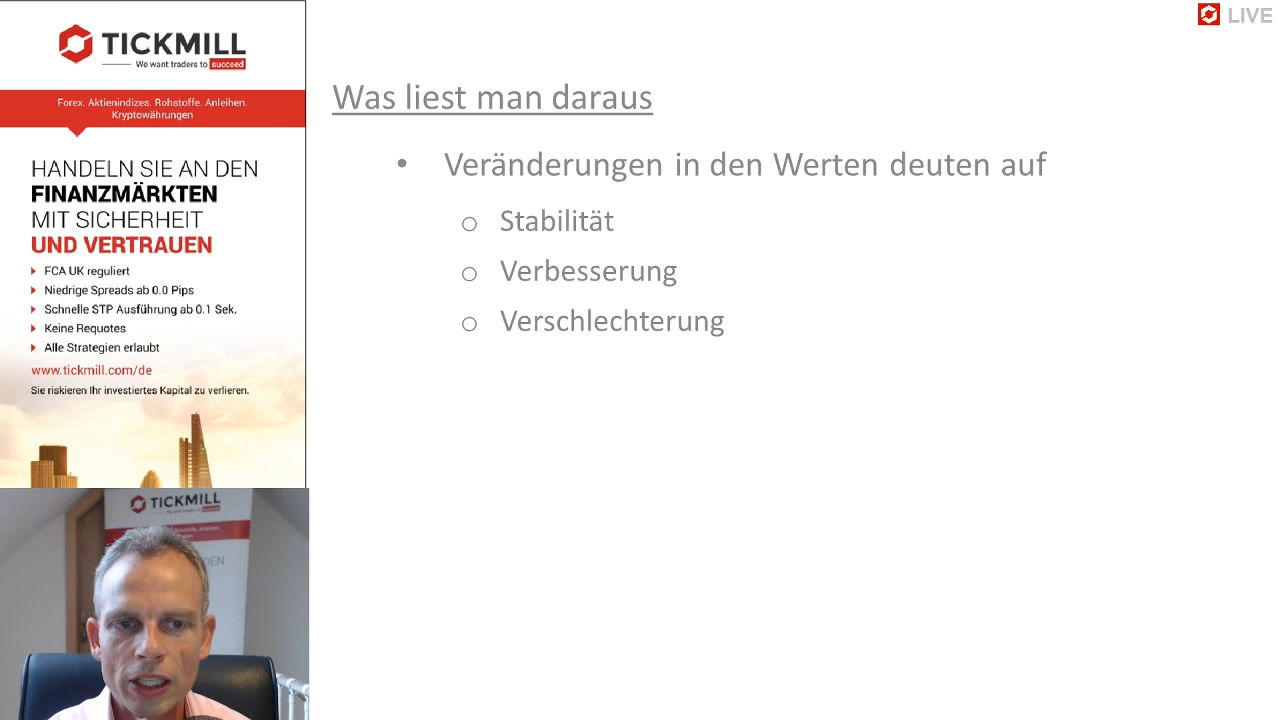 TICKMILL
We want traders to succeed
Forex. Aktienindizes. Rohstoffe. Anleihen.
Kryptowährungen
HANDELN SIE AN DEN
FINANZMÄRKTEN
MIT SICHERHEIT
UND VERTRAUEN
FCA UK reguliert
Niedrige Spreads ab 0.0 Pips
Schnelle STP Ausführung ab 0.1 Sek.
Keine Requotes
Alle Strategien erlaubt
www.tickmill.com/de
Sie riskieren Ihr investiertes Kapital zu verlieren.
LIVE
Was liest man daraus
• Veränderungen in den Werten deuten auf
o Stabilität
o Verbesserung
o Verschlechterung
TICKMILL
DEN